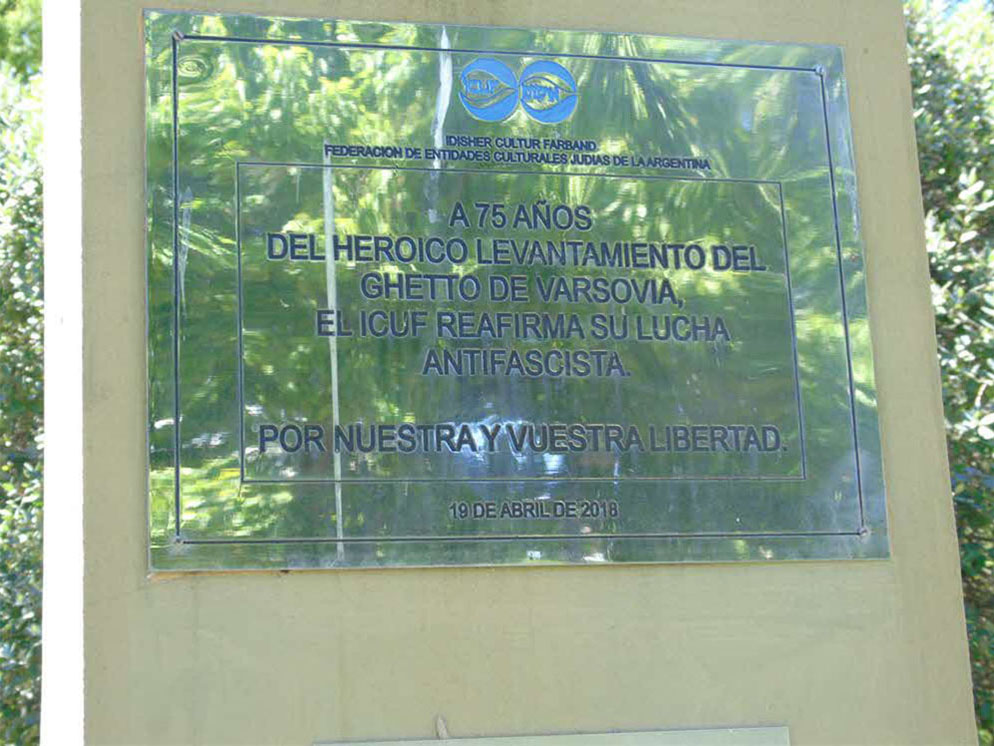 ICUF
IDISHER CULTUR FARBAND
FEDERACION DE ENTIDADES CULTURALES JUDIAS DE LA ARGENTINA
A 75 AÑOS
DEL HEROICO LEVANTAMIENTO DEL
GHETTO DE VARSOVIA,
EL ICUF REAFIRMA SU LUCHA
ANTIFASCISTA.
POR NUESTRA Y VUESTRA LIBERTAD.
19 DE ABRIL DE 2018